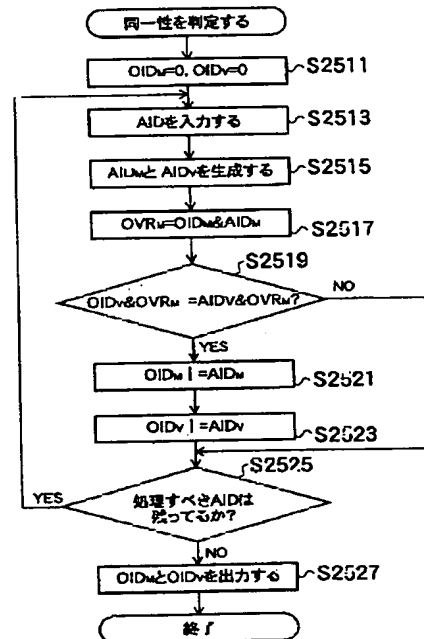 同一性を判定する
OIDM=0, OIDV=0
S2511
AIDを入力する
S2513
AIDMとAIDVを生成する
S2515
OVRM=OIDM&AIDM
S2517
S2519
OIDV&OVRM =AIDV&OVRM?
NO
YES
OIDM | =AIDM
S2521
OIDV | =AIDV
S2523
S2525
YES
処理すべきAIDは
残ってるか?
NO
OIDMとOIDVを出力する
S2527
終了